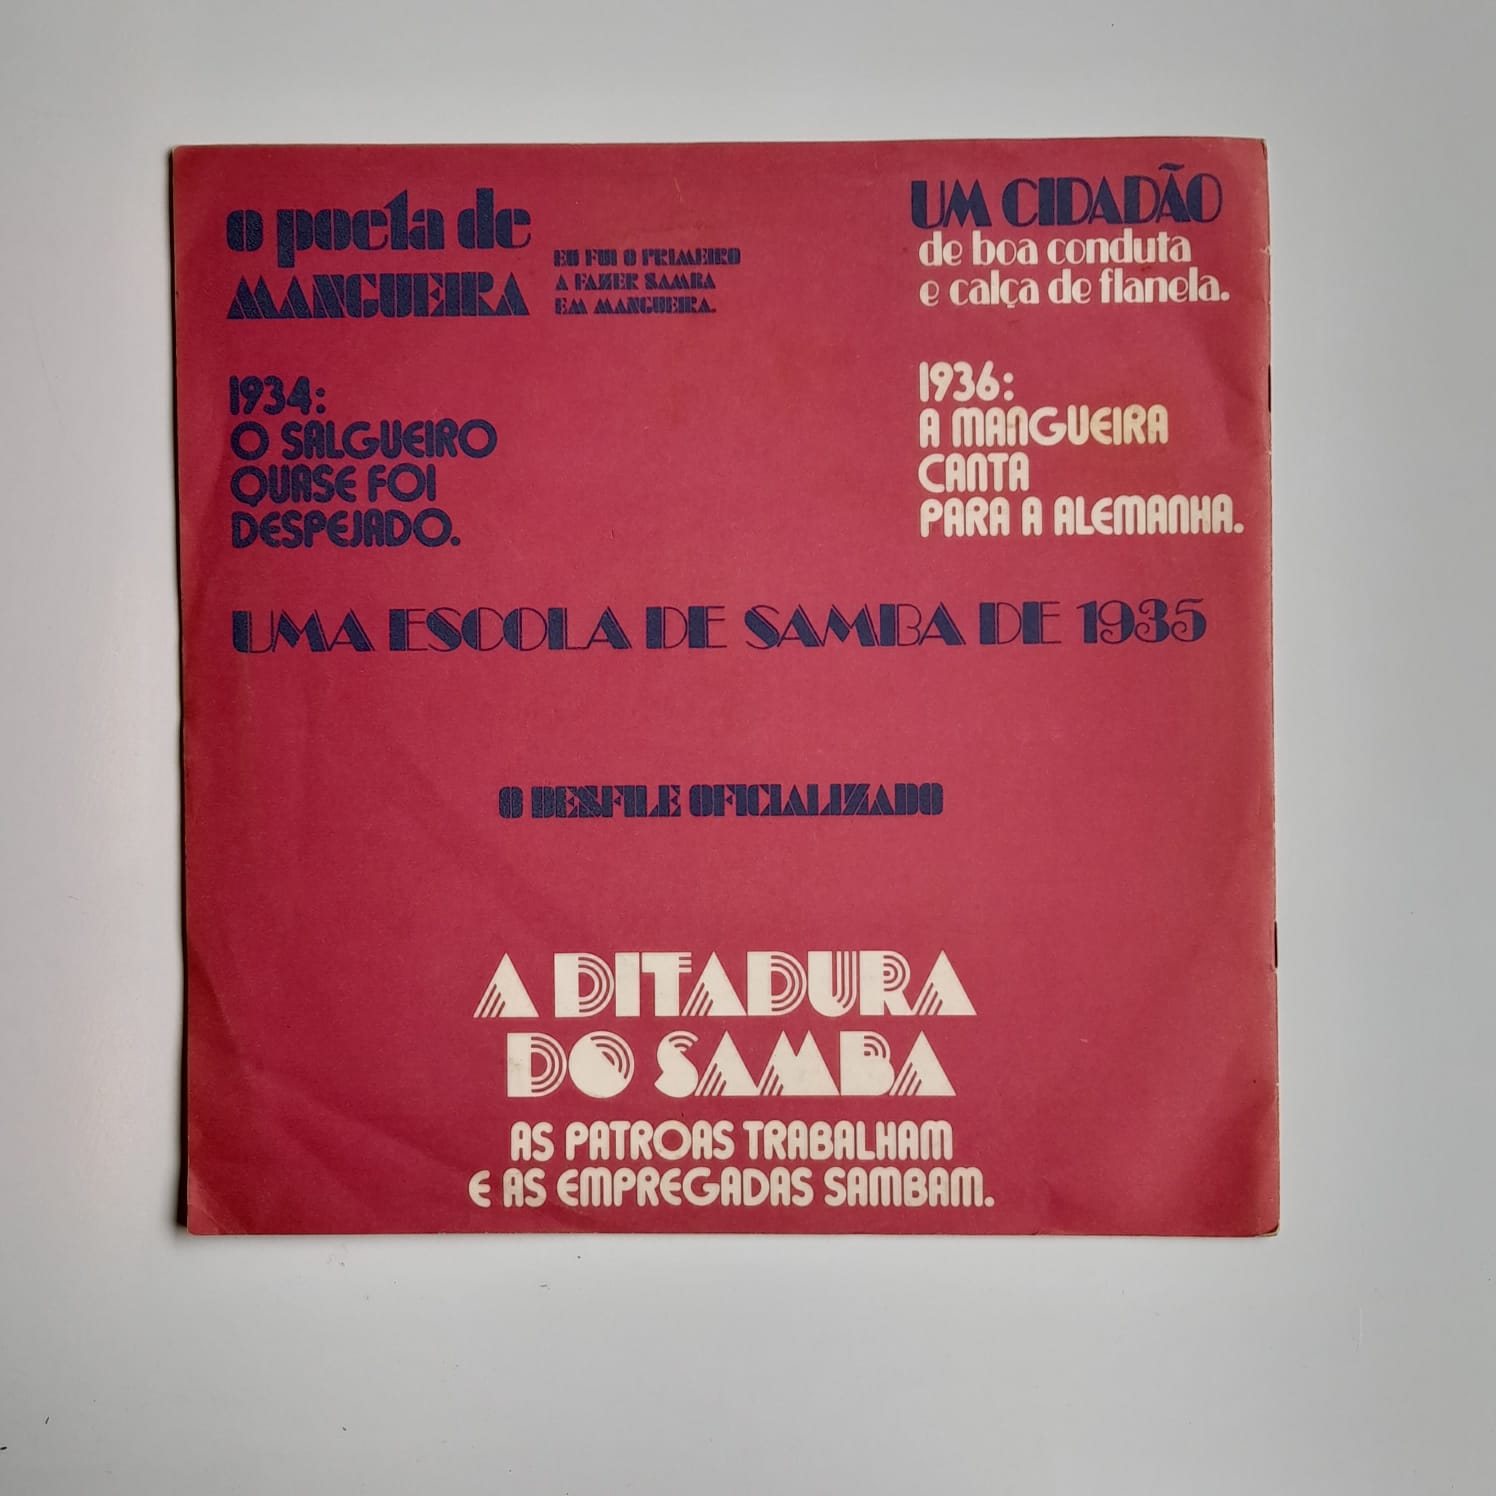 o poeta de
MANGUEIRA
EU FUI O PRIMEIRO
A FAZER SAMBA
EM MANGUEIRA.
UM CIDADÃO
de boa conduta
e calça de flanela.
1934:
O SALGUEIRO
QUASE FOI
DESPEJADO.
1936:
A MANGUEIRA
CANTA
PARA A ALEMANHA.
UMA ESCOLA DE SAMBA DE 1935
O DESFILE OFICIALIZADO
A DITADURA
DO SAMBA
AS PATROAS TRABALHAM
E AS EMPREGADAS SAMBAM.